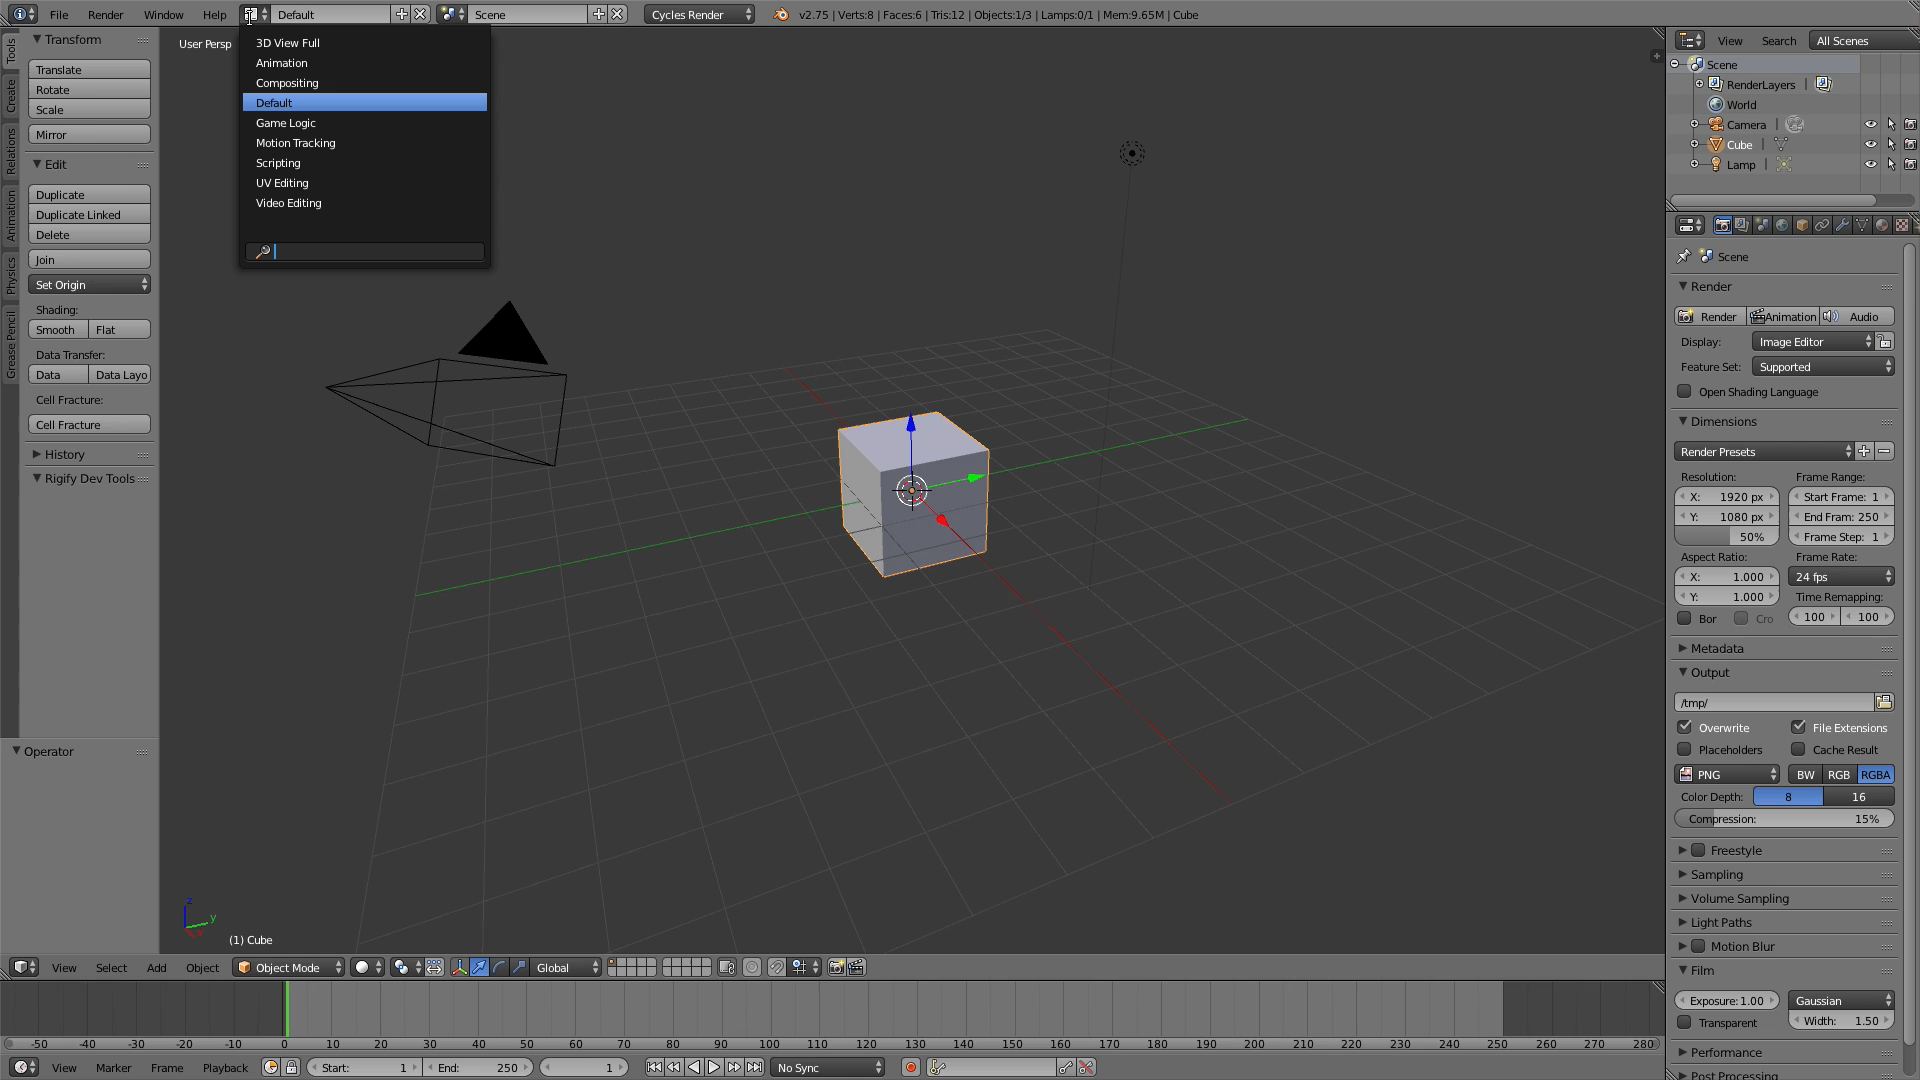 File Render Window Help Default Scene Cycles Render v2.75 | Verts:8 | Faces:6 | Tris:12 | Objects:1/3 | Lamps:0/1 | Mem:9.65M | Cube
Tools
Create
Relations
Animation
Physics
Grease Pencil
Transform
Translate
Rotate
Scale
Mirror
Edit
Duplicate
Duplicate Linked
Delete
Join
Set Origin
Shading:
Smooth Flat
Data Transfer:
Data Data Layo
Cell Fracture:
Cell Fracture
History
Rigify Dev Tools
Operator
User Persp
3D View Full
Animation
Compositing
Default
Game Logic
Motion Tracking
Scripting
UV Editing
Video Editing
z
y
(1) Cube
View Select Add Object Object Mode Global
-50 -40 -30 -20 -10 0 10 20 30 40 50 60 70 80 90 100 110 120 130 140 150 160 170 180 190 200 210 220 230 240 250 260 270 280
View Marker Frame Playback Start: 1 End: 250 1 No Sync
View Search All Scenes
Scene
RenderLayers |
World
Camera |
Cube |
Lamp |
Scene
Render
Render Animation Audio
Display: Image Editor
Feature Set: Supported
Open Shading Language
Dimensions
Render Presets
Resolution: Frame Range:
X: 1920 px Start Frame: 1
Y: 1080 px End Fram: 250
50% Frame Step: 1
Aspect Ratio: Frame Rate:
X: 1.000 24 fps
Y: 1.000 Time Remapping:
Bor Cro 100 100
Metadata
Output
/tmp/
Overwrite File Extensions
Placeholders Cache Result
PNG BW RGB RGBA
Color Depth: 8 16
Compression: 15%
Freestyle
Sampling
Volume Sampling
Light Paths
Motion Blur
Film
Exposure: 1.00 Gaussian
Transparent Width: 1.50
Performance
Post Processing